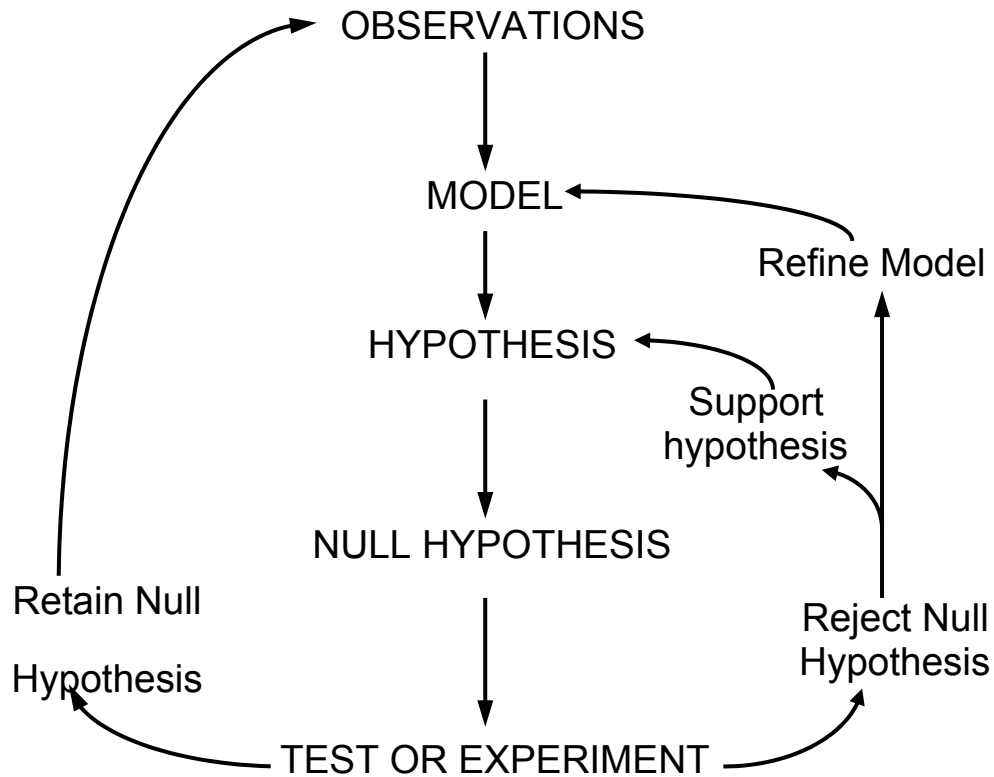 OBSERVATIONS
MODEL
Refine Model
HYPOTHESIS
Support
hypothesis
NULL HYPOTHESIS
Retain Null
Hypothesis
Reject Null
Hypothesis
TEST OR EXPERIMENT